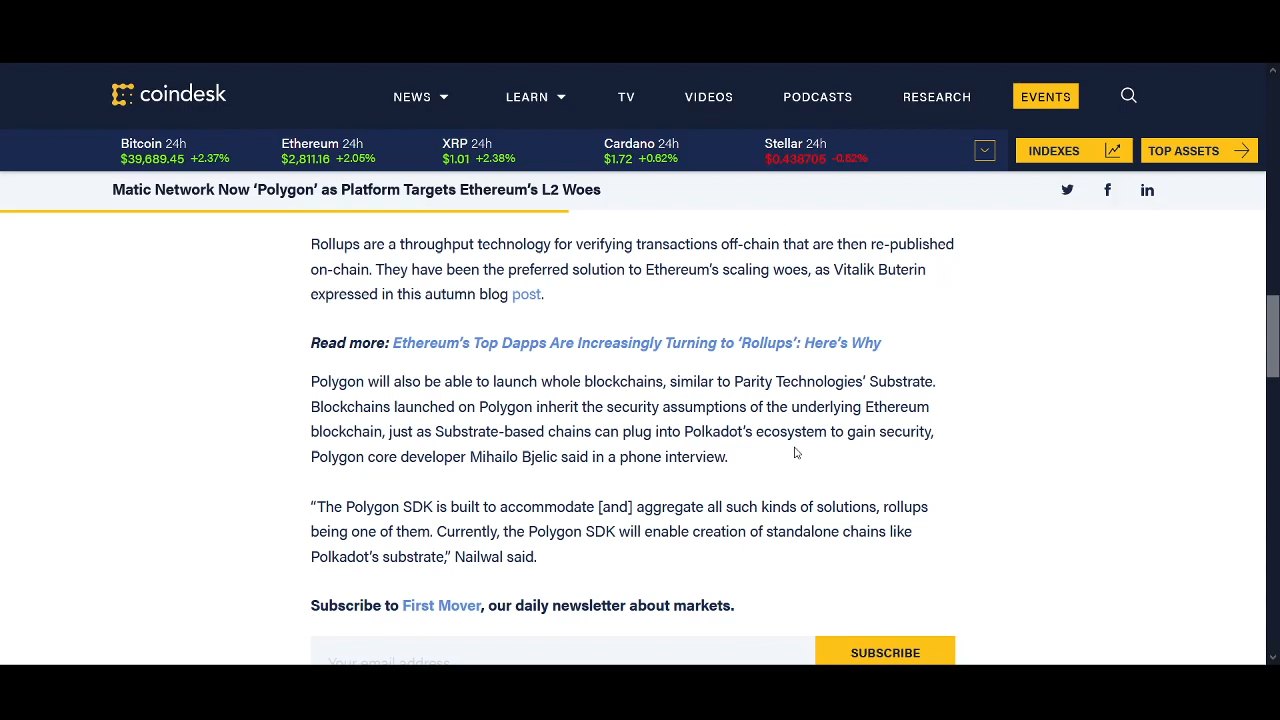 coindesk
NEWS
LEARN
TV
VIDEOS
PODCASTS
RESEARCH
EVENTS
Bitcoin 24h
$39,689.45 +2.37%
Ethereum 24h
$2,811.16 +2.05%
XRP 24h
$1.01 +2.38%
Cardano 24h
$1.72 +0.62%
Stellar 24h
$0.438705 -0.52%
INDEXES
TOP ASSETS
Matic Network Now ‘Polygon’ as Platform Targets Ethereum’s L2 Woes
Rollups are a throughput technology for verifying transactions off-chain that are then re-published
on-chain. They have been the preferred solution to Ethereum’s scaling woes, as Vitalik Buterin
expressed in this autumn blog post.
Read more: Ethereum’s Top Dapps Are Increasingly Turning to ‘Rollups’: Here’s Why
Polygon will also be able to launch whole blockchains, similar to Parity Technologies’ Substrate.
Blockchains launched on Polygon inherit the security assumptions of the underlying Ethereum
blockchain, just as Substrate-based chains can plug into Polkadot’s ecosystem to gain security,
Polygon core developer Mihailo Bjelic said in a phone interview.
“The Polygon SDK is built to accommodate [and] aggregate all such kinds of solutions, rollups
being one of them. Currently, the Polygon SDK will enable creation of standalone chains like
Polkadot’s substrate,” Nailwal said.
Subscribe to First Mover, our daily newsletter about markets.
Your email address
SUBSCRIBE